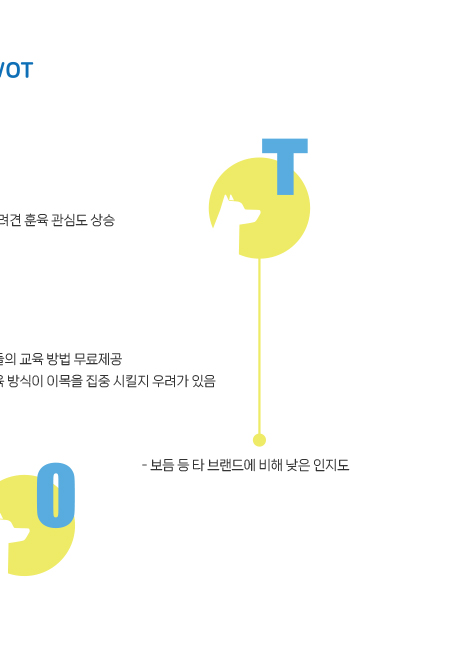 WOT
T
려견 훈육 관심도 상승
들의 교육 방법 무료제공
육 방식이 이목을 집중 시킬지 우려가 있음
- 보듬 등 타 브랜드에 비해 낮은 인지도
O